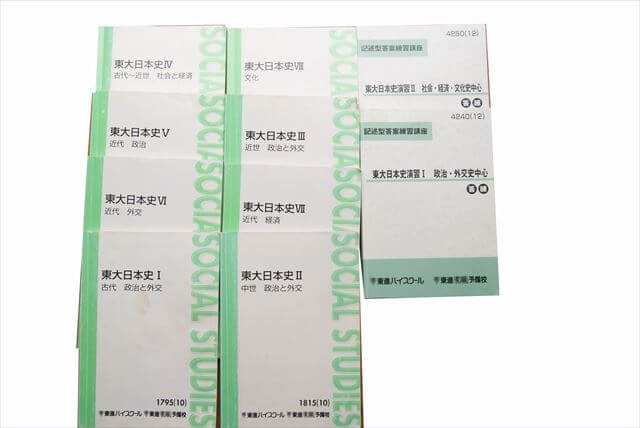 東大日本史Ⅳ
古代~近世 社会と経済
SOCIA
東大日本史Ⅴ
近代 政治
SOCIA
東大日本史Ⅵ
近代 外交
SOCIA
東大日本史Ⅰ
古代 政治と外交
SOCIAL STUDIES
1795(10)
東進ハイスクール
東進衛星予備校
東大日本史Ⅷ
文化
SOCIA
東大日本史Ⅲ
近世 政治と外交
SOCIA
東大日本史Ⅶ
近代 経済
SOCIA
東大日本史Ⅱ
中世 政治と外交
SOCIAL STUDIES
1815(10)
東進ハイスクール
東進衛星予備校
4250(12)
記述型答案練習講座
東大日本史演習Ⅱ 社会・経済・文化史中心
答練
4240(12)
記述型答案練習講座
東大日本史演習Ⅰ 政治・外交史中心
答練
東進ハイスクール
東進衛星予備校